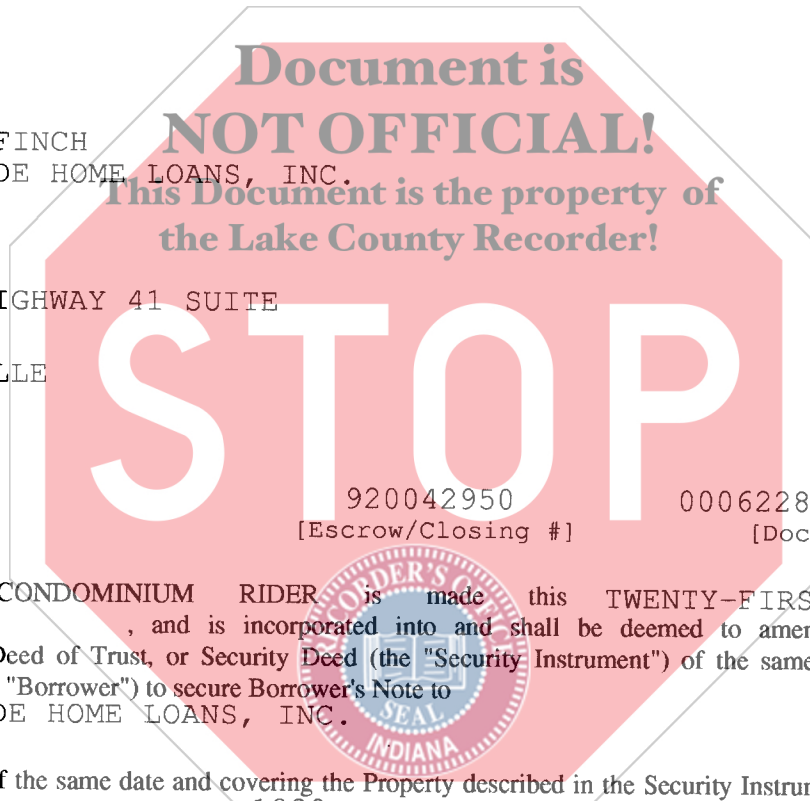 Document is
NOT OFFICIAL!
FINCH
DE HOME LOANS, INC.
This Document is the property of
the Lake County Recorder!
IGHWAY 41 SUITE
LLE
STOP
920042950 0006228
[Escrow/Closing #] [Doc
CONDOMINIUM RIDER is made this TWENTY-FIRS
, and is incorporated into and shall be deemed to amen
Deed of Trust, or Security Deed (the "Security Instrument") of the same
"Borrower") to secure Borrower's Note to
DE HOME LOANS, INC.
RECORDER'S OFFICE
SEAL
INDIANA
f the same date and covering the Property described in the Security Instrum